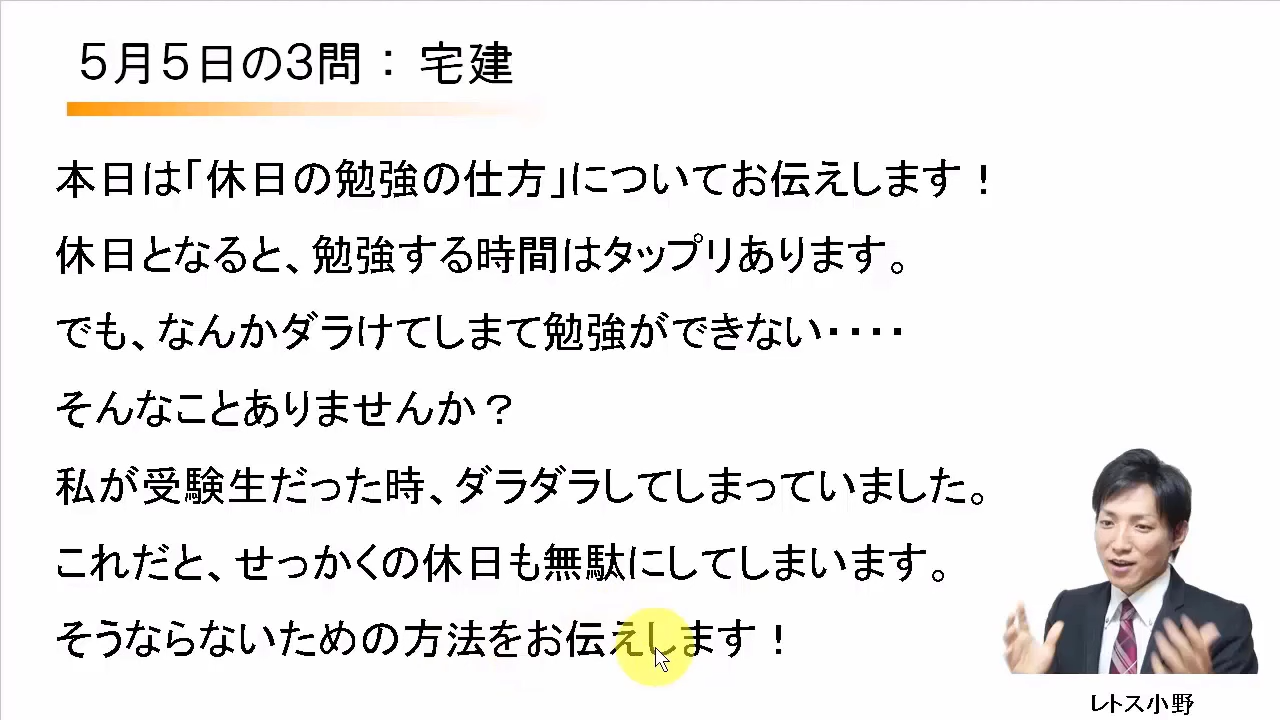 5月5日の3問：宅建
本日は「休日の勉強の仕方」についてお伝えします！
休日となると、勉強する時間はタップリあります。
でも、なんかダラけてしまて勉強ができない・・・・
そんなことありませんか？
私が受験生だった時、ダラダラしてしまっていました。
これだと、せっかくの休日も無駄にしてしまいます。
そうならないための方法をお伝えします！
レトス小野